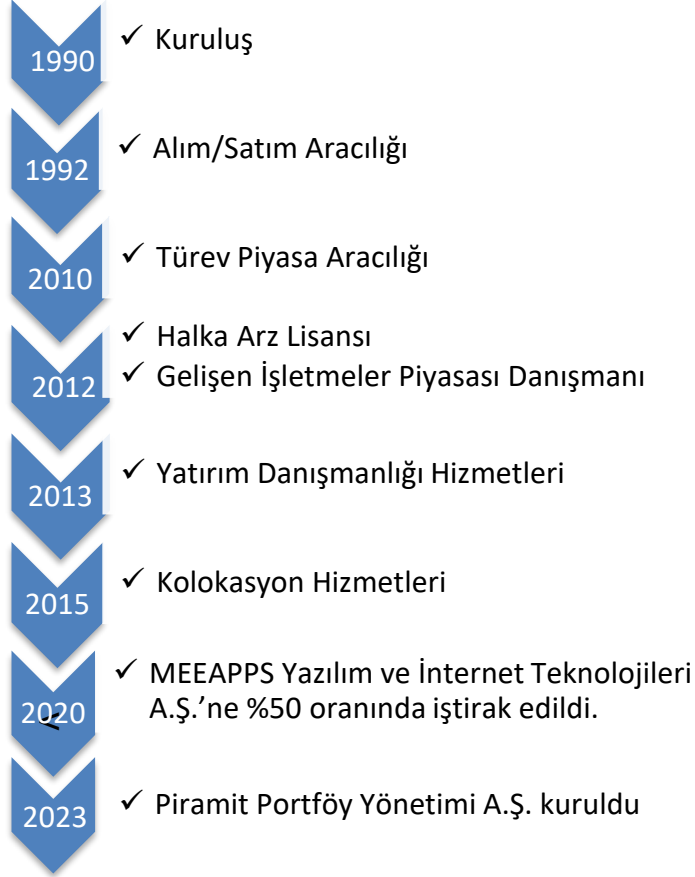 1990
✓ Kuruluş
1992
✓ Alım/Satım Aracılığı
2010
✓ Türev Piyasa Aracılığı
2012
✓ Halka Arz Lisansı
✓ Gelişen İşletmeler Piyasası Danışmanı
2013
✓ Yatırım Danışmanlığı Hizmetleri
2015
✓ Kolokasyon Hizmetleri
2020
✓ MEEAPPS Yazılım ve İnternet Teknolojileri
A.Ş.’ne %50 oranında iştirak edildi.
2023
✓ Piramit Portföy Yönetimi A.Ş. kuruldu